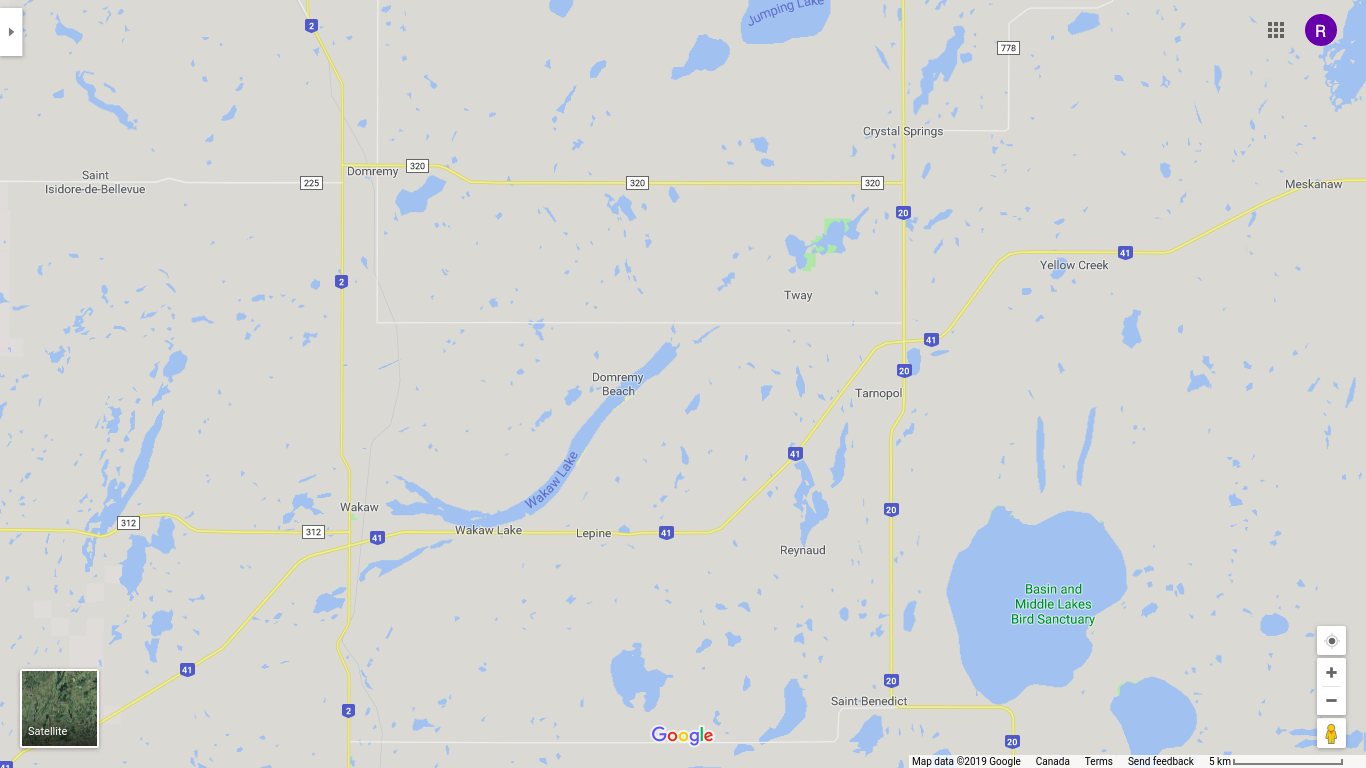 Jumping Lake
2
778
R
Crystal Springs
320
Domremy
Saint
Isidore-de-Bellevue
225
320
320
Meskanaw
20
41
Yellow Creek
2
Tway
41
20
Domremy
Beach
Tarnopol
41
Wakaw Lake
Wakaw
20
312
312
41
Wakaw Lake
Lepine
41
Reynaud
Basin and
Middle Lakes
Bird Sanctuary
41
20
Saint Benedict
2
Satellite
Google
20
41
Map data ©2019 Google Canada Terms Send feedback 5 km